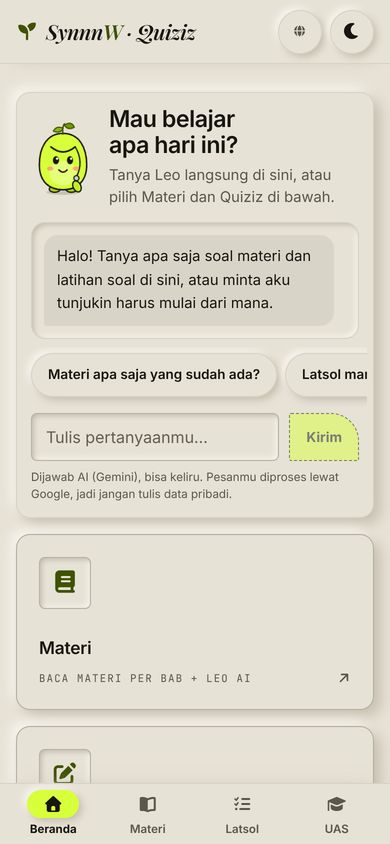 SynnnW · Quiziz
Mau belajar
apa hari ini?
Tanya Leo langsung di sini, atau
pilih Materi dan Quiziz di bawah.
Halo! Tanya apa saja soal materi dan
latihan soal di sini, atau minta aku
tunjukin harus mulai dari mana.
Materi apa saja yang sudah ada?
Latsol mar
Tulis pertanyaanmu...
Kirim
Dijawab AI (Gemini), bisa keliru. Pesanmu diproses lewat
Google, jadi jangan tulis data pribadi.
Materi
BACA MATERI PER BAB + LEO AI
Beranda
Materi
Latsol
UAS